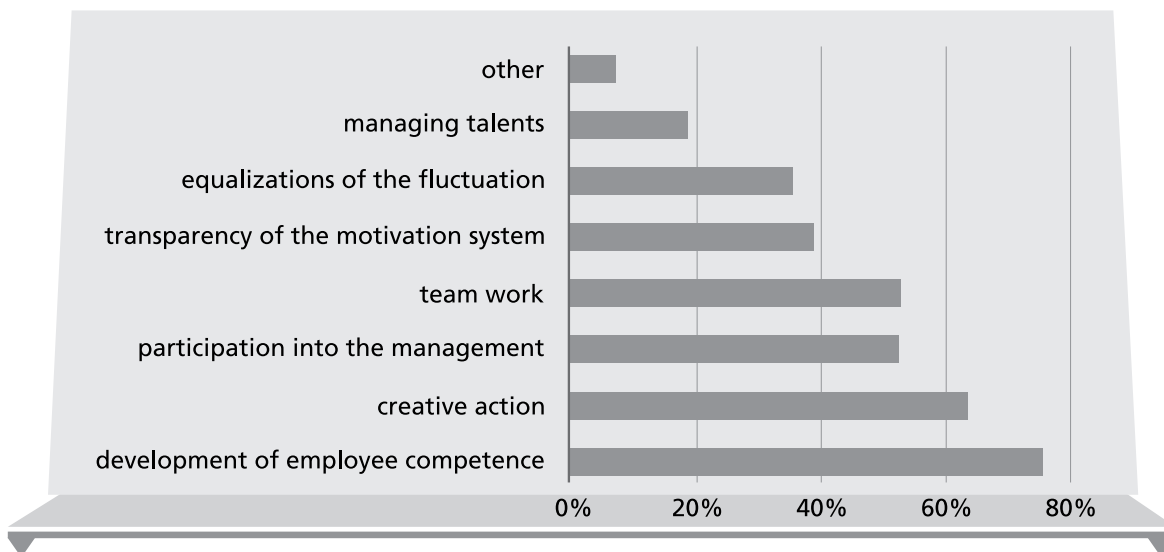 other
managing talents
equalizations of the fluctuation
transparency of the motivation system
team work
participation into the management
creative action
development of employee competence
0% 20% 40% 60% 80%